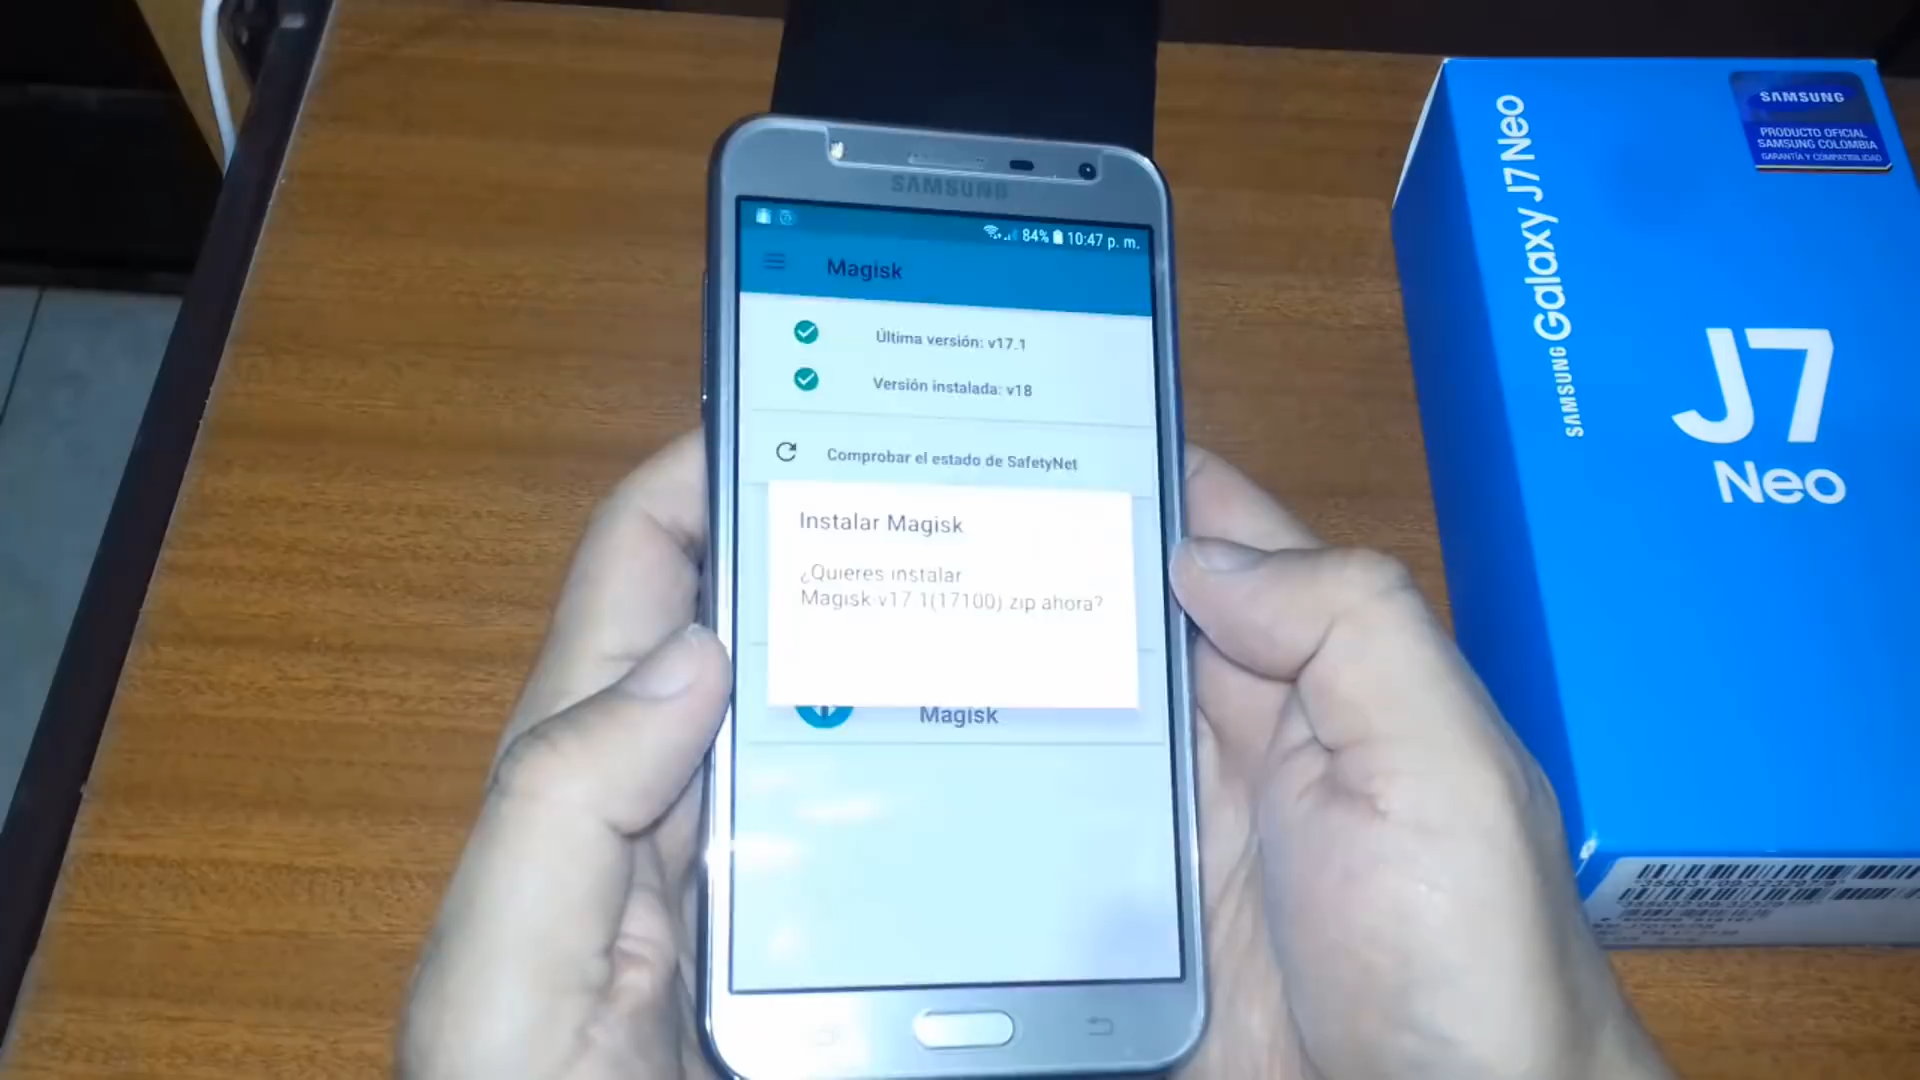 SAMSUNG
84% 10:47 p. m.
Magisk
Última versión: v17.1
Versión instalada: v18
Comprobar el estado de SafetyNet
Instalar Magisk
¿Quieres instalar
Magisk-v17.1(17100).zip ahora?
Magisk
SAMSUNG Galaxy J7 Neo
SAMSUNG
PRODUCTO OFICIAL
SAMSUNG COLOMBIA
GARANTÍA Y COMPATIBILIDAD
J7
Neo